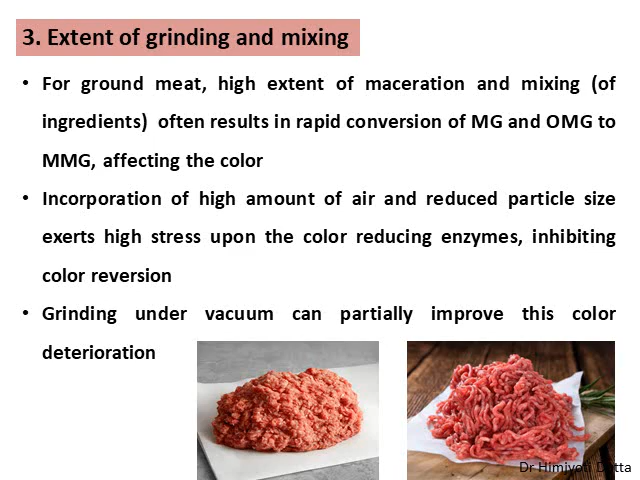 3. Extent of grinding and mixing
• For ground meat, high extent of maceration and mixing (of
ingredients) often results in rapid conversion of MG and OMG to
MMG, affecting the color
• Incorporation of high amount of air and reduced particle size
exerts high stress upon the color reducing enzymes, inhibiting
color reversion
• Grinding under vacuum can partially improve this color
deterioration
Dr Himjyoti Dutta